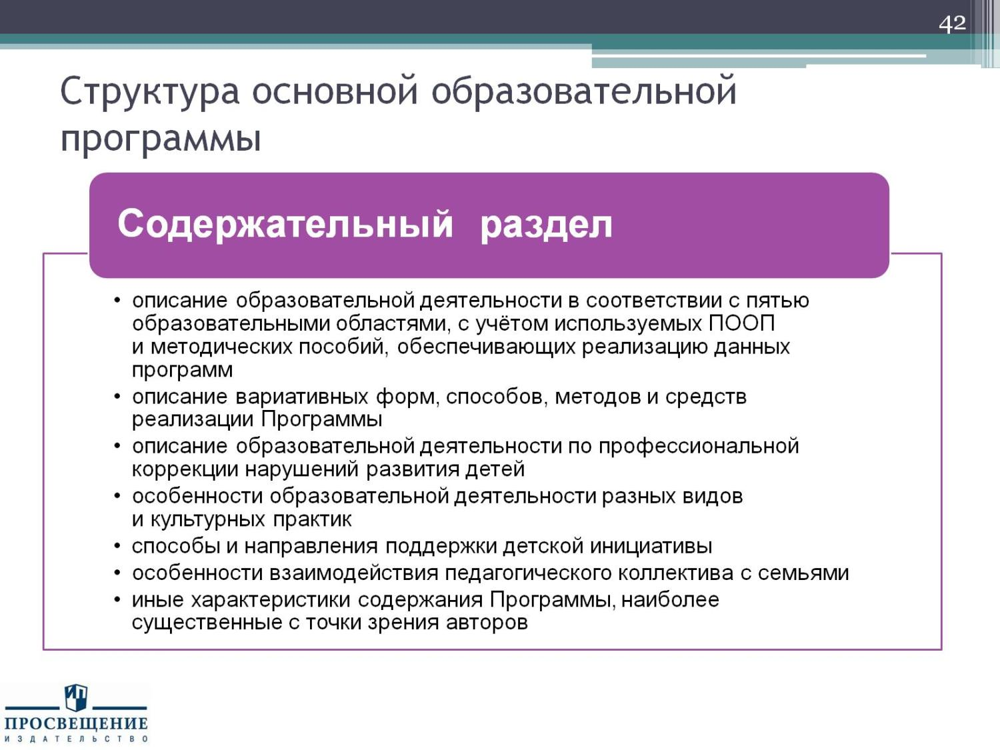 42
Структура основной образовательной
программы
Содержательный раздел
• описание образовательной деятельности в соответствии с пятью
образовательными областями, с учётом используемых ПООП
и методических пособий, обеспечивающих реализацию данных
программ
• описание вариативных форм, способов, методов и средств
реализации Программы
• описание образовательной деятельности по профессиональной
коррекции нарушений развития детей
• особенности образовательной деятельности разных видов
и культурных практик
• способы и направления поддержки детской инициативы
• особенности взаимодействия педагогического коллектива с семьями
• иные характеристики содержания Программы, наиболее
существенные с точки зрения авторов
ИП
ПРОСВЕЩЕНИЕ
ИЗДАТЕЛЬСТВО